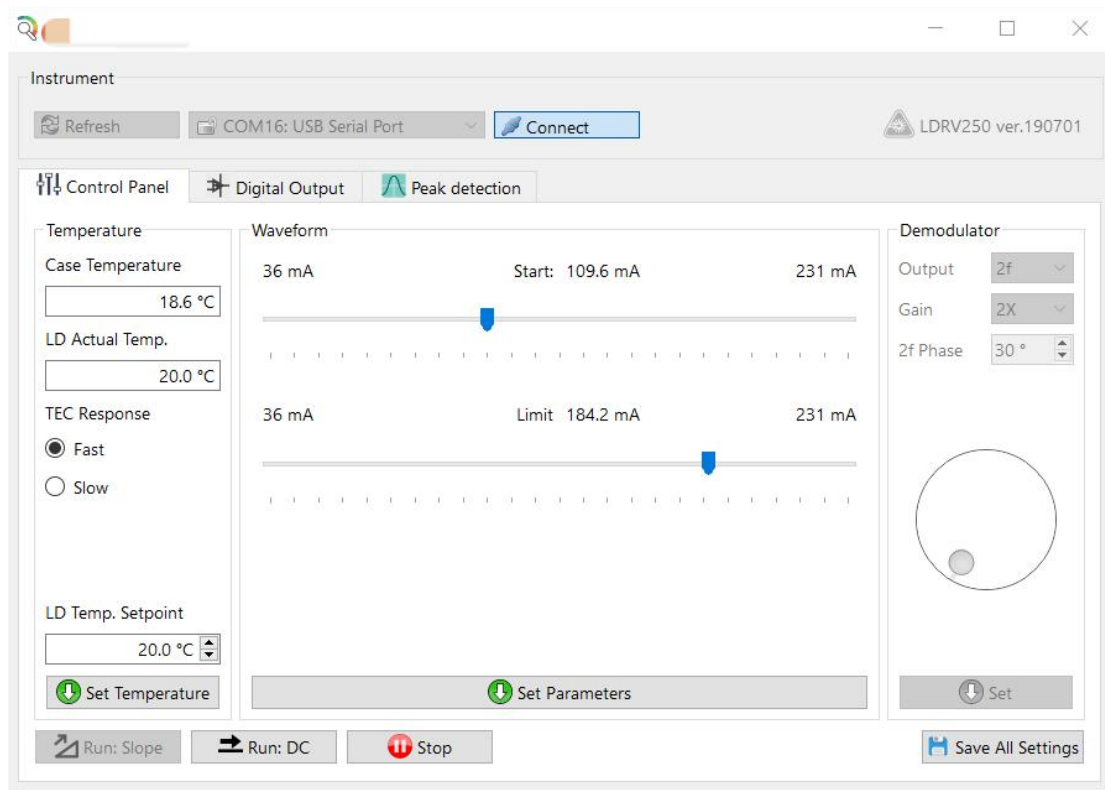 Instrument
Refresh COM16: USB Serial Port Connect LDRV250 ver.190701
Control Panel Digital Output Peak detection
Temperature
Case Temperature
18.6 °C
LD Actual Temp.
20.0 °C
TEC Response
Fast
Slow
LD Temp. Setpoint
20.0 °C
Set Temperature
Waveform
36 mA Start: 109.6 mA 231 mA
36 mA Limit 184.2 mA 231 mA
Set Parameters
Demodulator
Output 2f
Gain 2X
2f Phase 30 °
Set
Run: Slope Run: DC Stop Save All Settings